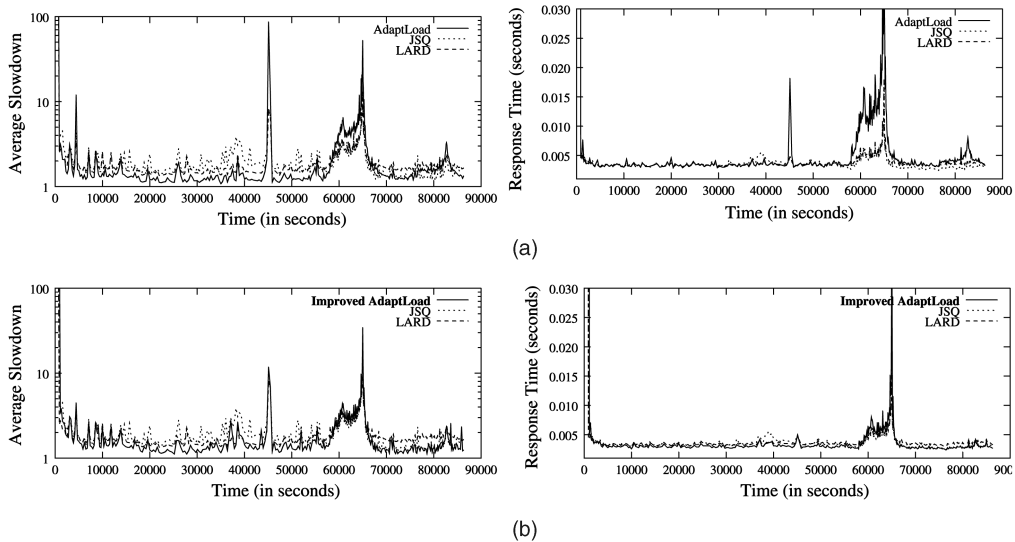 100
10
1
Average Slowdown
AdaptLoad
JSQ
LARD
0 10000 20000 30000 40000 50000 60000 70000 80000 90000
Time (in seconds)
0.030
0.025
0.020
0.015
0.010
0.005
Response Time (seconds)
AdaptLoad
JSQ
LARD
0 10000 20000 30000 40000 50000 60000 70000 80000 9000
Time (in seconds)
(a)
100
10
1
Average Slowdown
Improved AdaptLoad
JSQ
LARD
0 10000 20000 30000 40000 50000 60000 70000 80000 90000
Time (in seconds)
0.030
0.025
0.020
0.015
0.010
0.005
Response Time (seconds)
Improved AdaptLoad
JSQ
LARD
0 10000 20000 30000 40000 50000 60000 70000 80000 900
Time (in seconds)
(b)